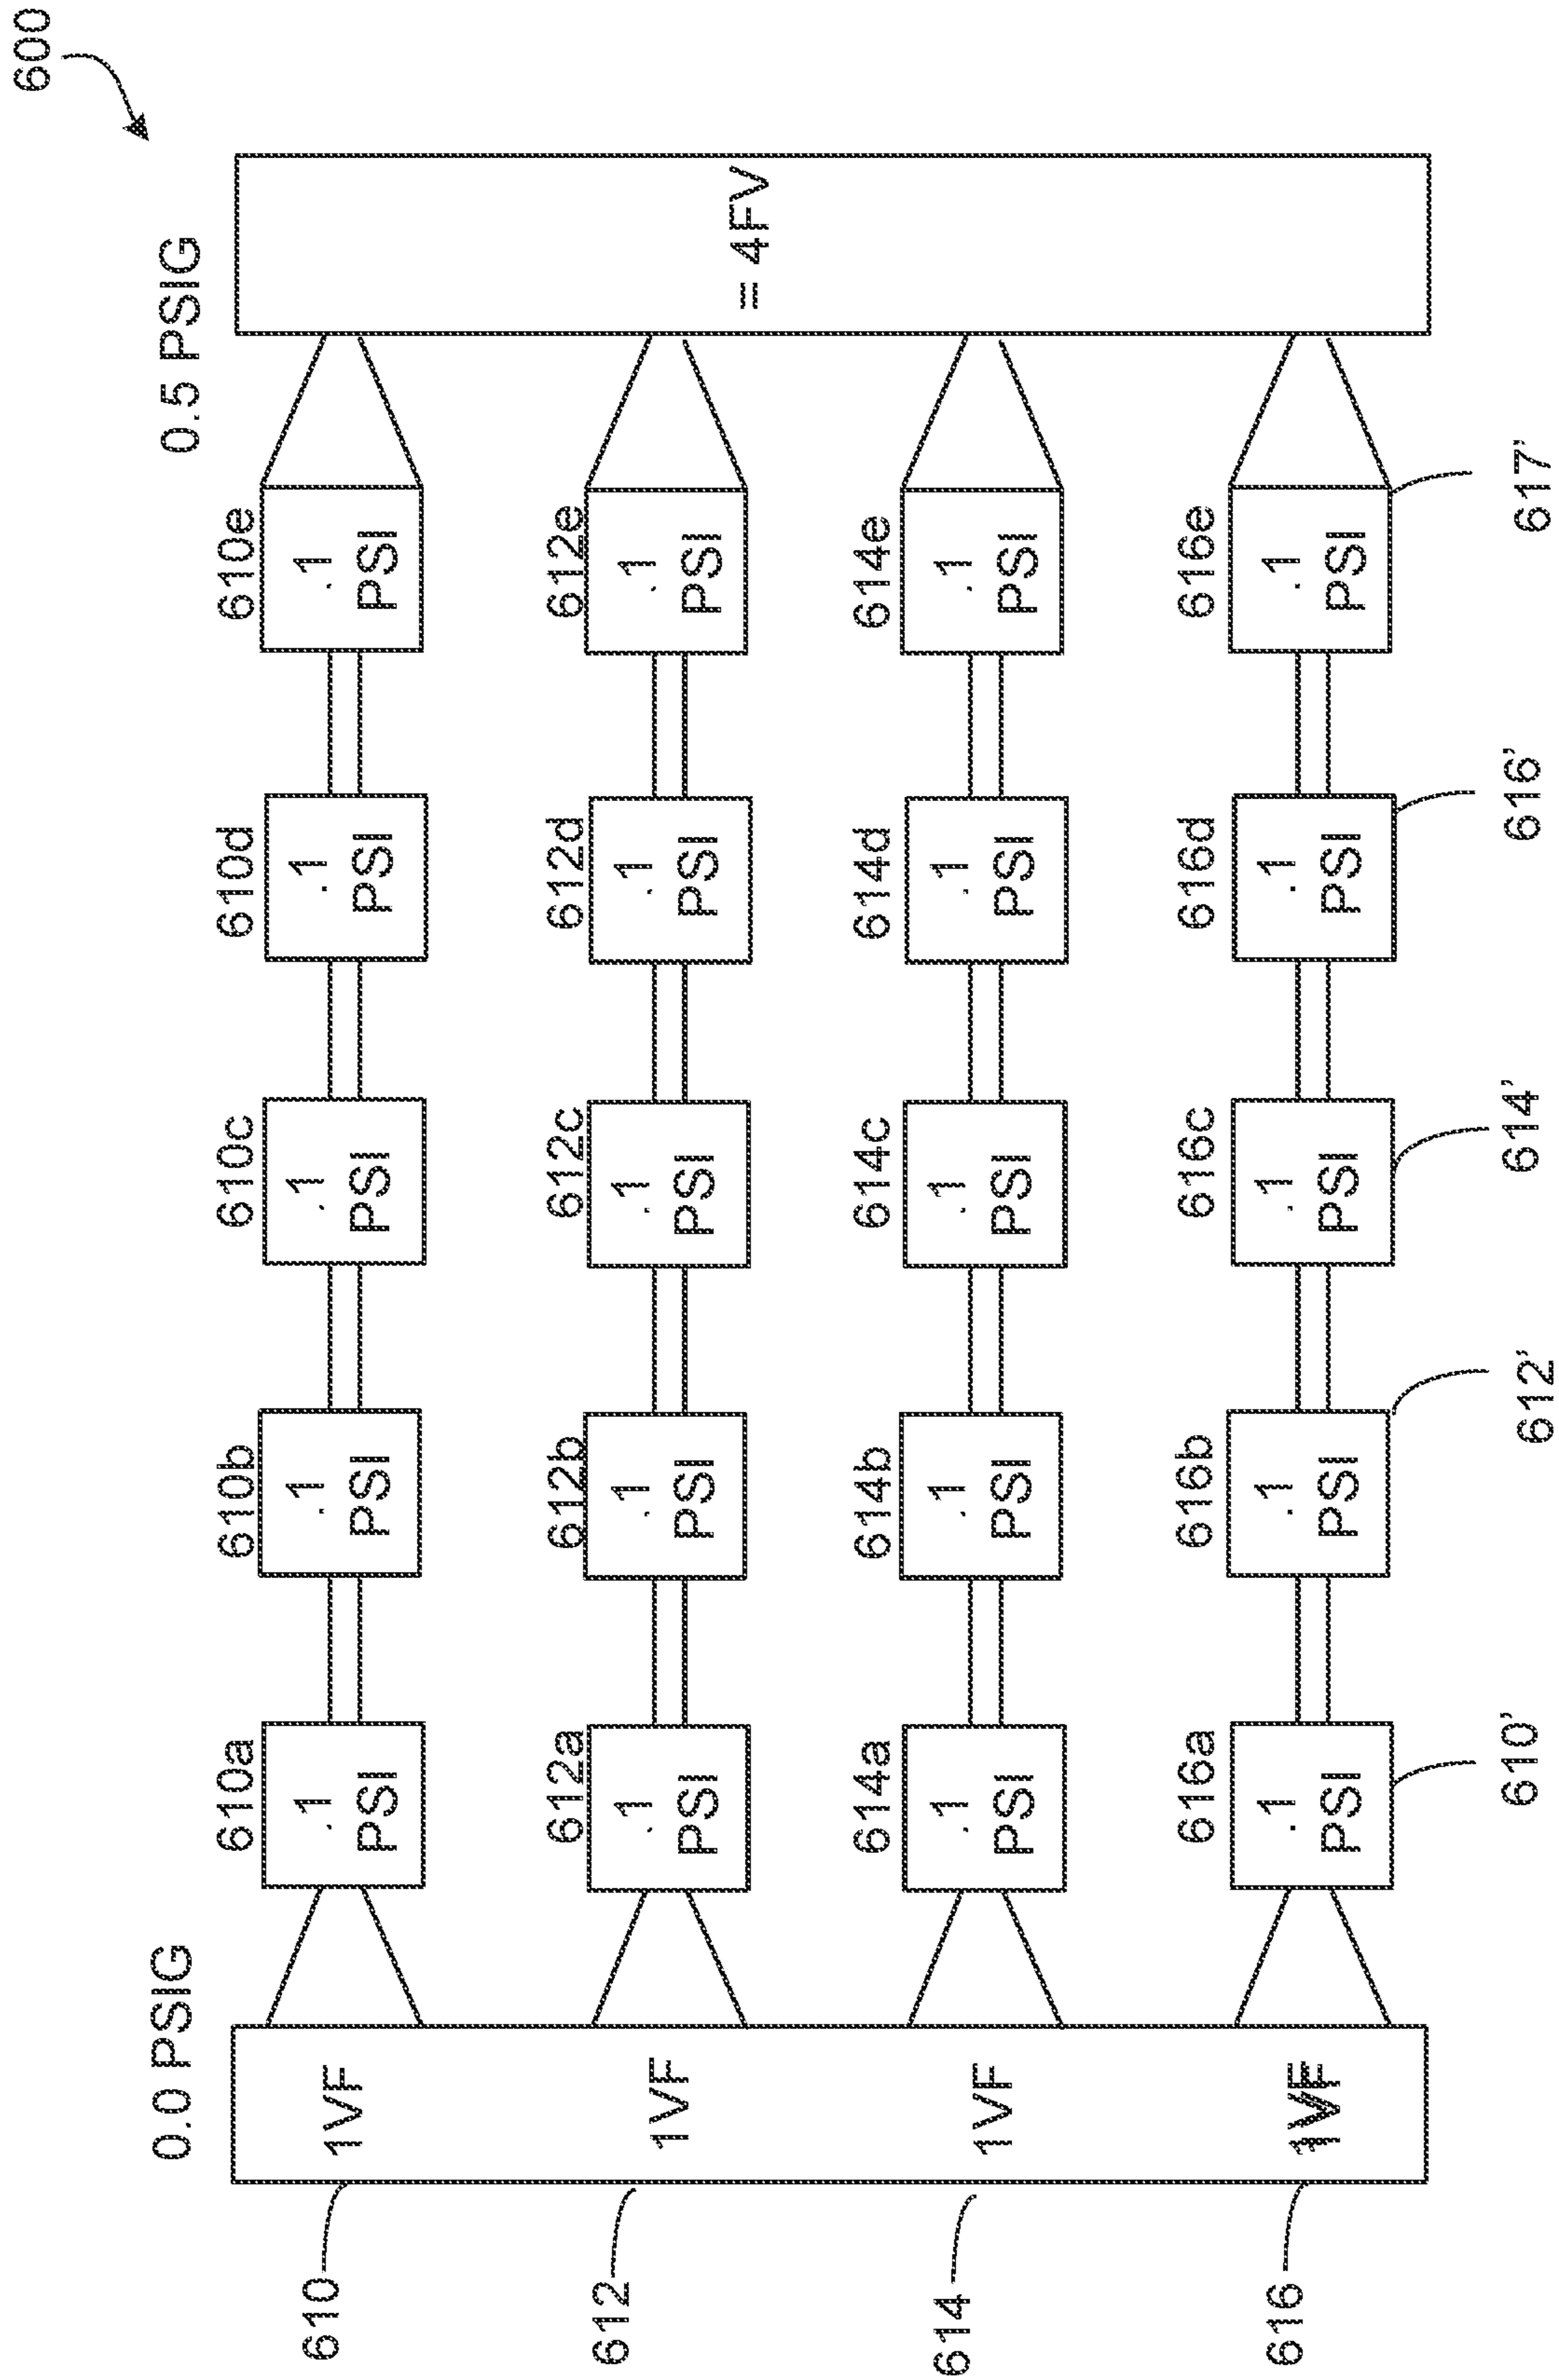 600
0.0 PSIG
0.5 PSIG
610a
610b
610c
610d
610e
610
1VF
.1
PSI
.1
PSI
.1
PSI
.1
PSI
.1
PSI
612a
612b
612c
612d
612e
612
1VF
.1
PSI
.1
PSI
.1
PSI
.1
PSI
.1
PSI
= 4FV
614a
614b
614c
614d
614e
614
1VF
.1
PSI
.1
PSI
.1
PSI
.1
PSI
.1
PSI
616a
616b
616c
616d
616e
616
1VF
.1
PSI
.1
PSI
.1
PSI
.1
PSI
.1
PSI
610'
612'
614'
616'
617'